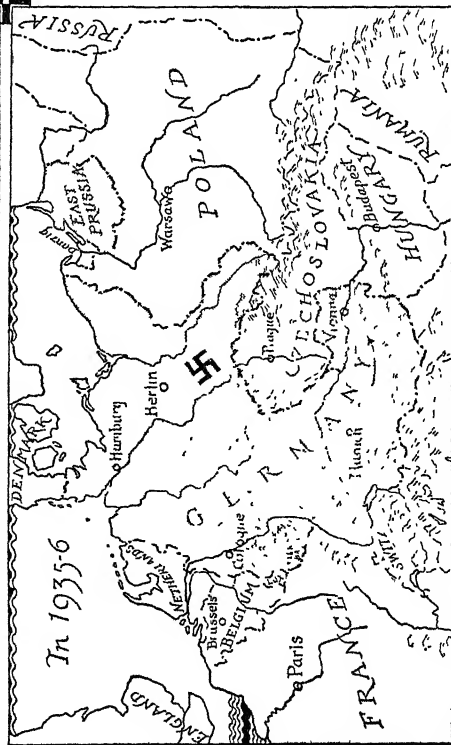 In 1935-6
RUSSIA
DENMARK
Danzig
EAST
PRUSSIA
Hamburg
Berlin
Warsaw
POLAND
ENGLAND
NETHERLANDS
Brussels
BELGIUM
Cologne
GERMANY
Prague
CZECHOSLOVAKIA
Paris
FRANCE
Munich
Vienna
Budapest
HUNGARY
RUMANIA
SWIT.